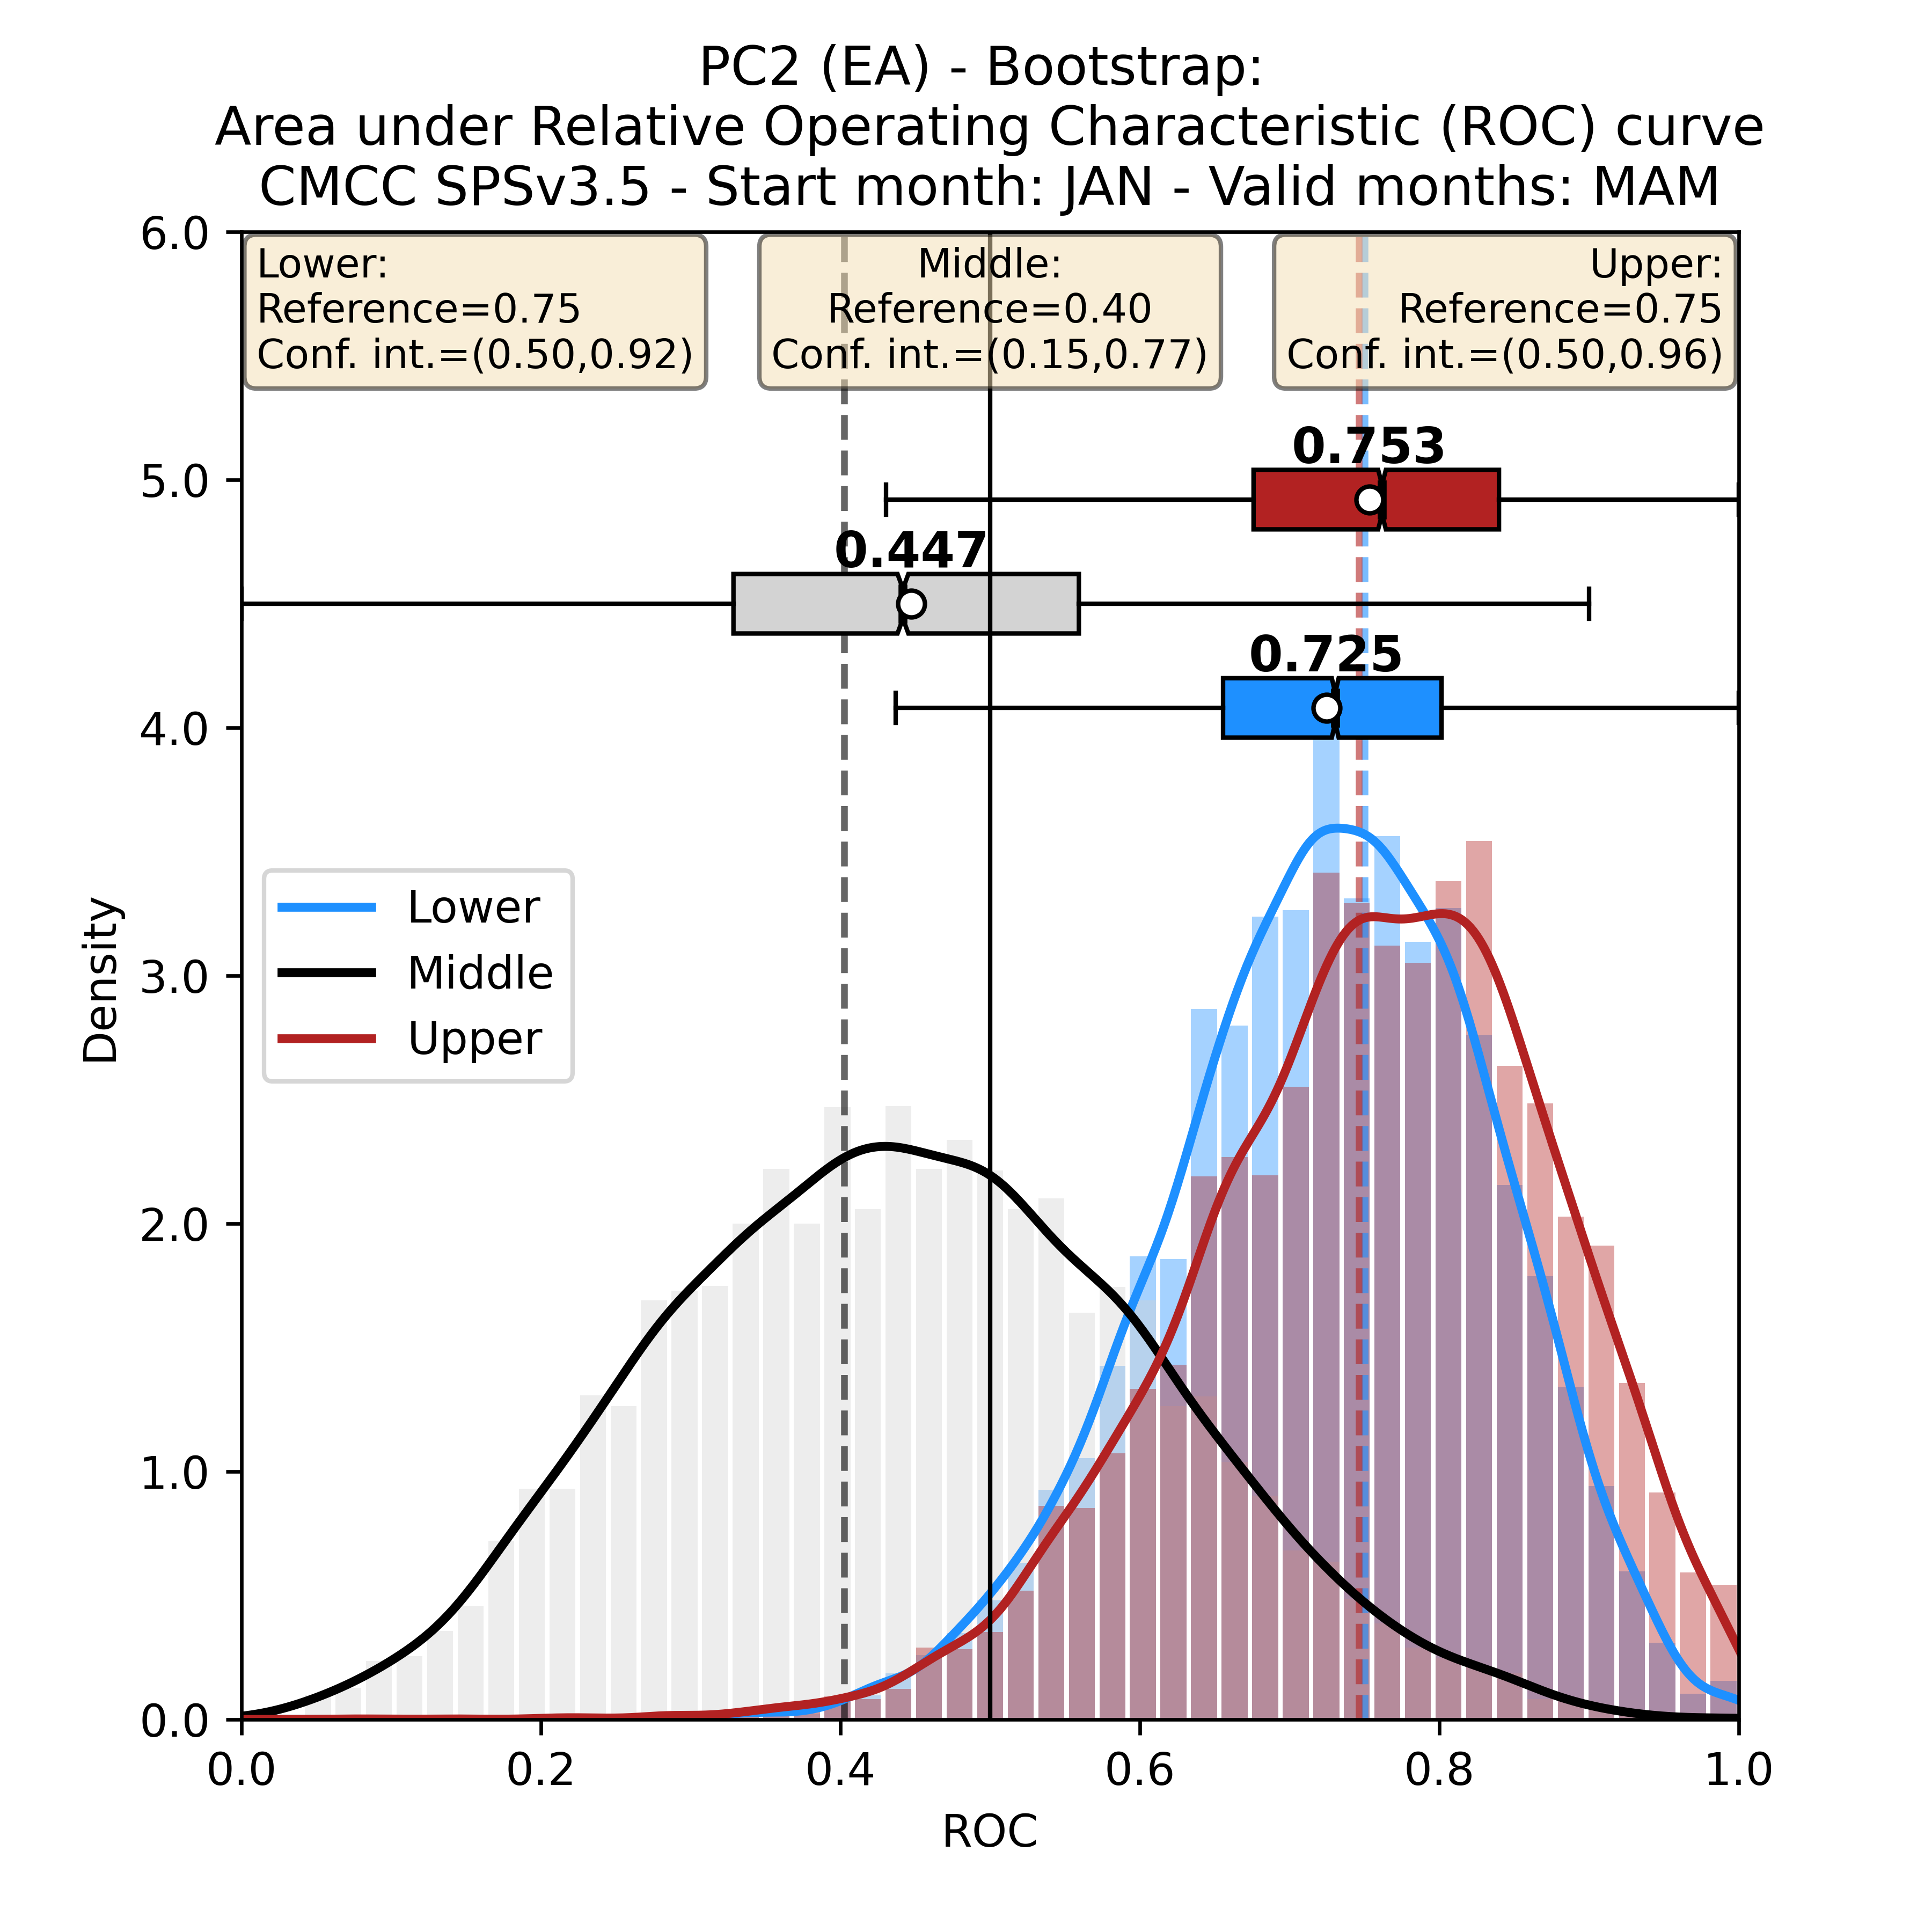 PC2 (EA) - Bootstrap:
Area under Relative Operating Characteristic (ROC) curve
CMCC SPSv3.5 - Start month: JAN - Valid months: MAM
Lower:
Reference=0.75
Conf. int.=(0.50,0.92)
Middle:
Reference=0.40
Conf. int.=(0.15,0.77)
Upper:
Reference=0.75
Conf. int.=(0.50,0.96)
0.753
0.447
0.725
Lower
Middle
Upper
Density
6.0
5.0
4.0
3.0
2.0
1.0
0.0
0.0
0.2
0.4
0.6
0.8
1.0
ROC